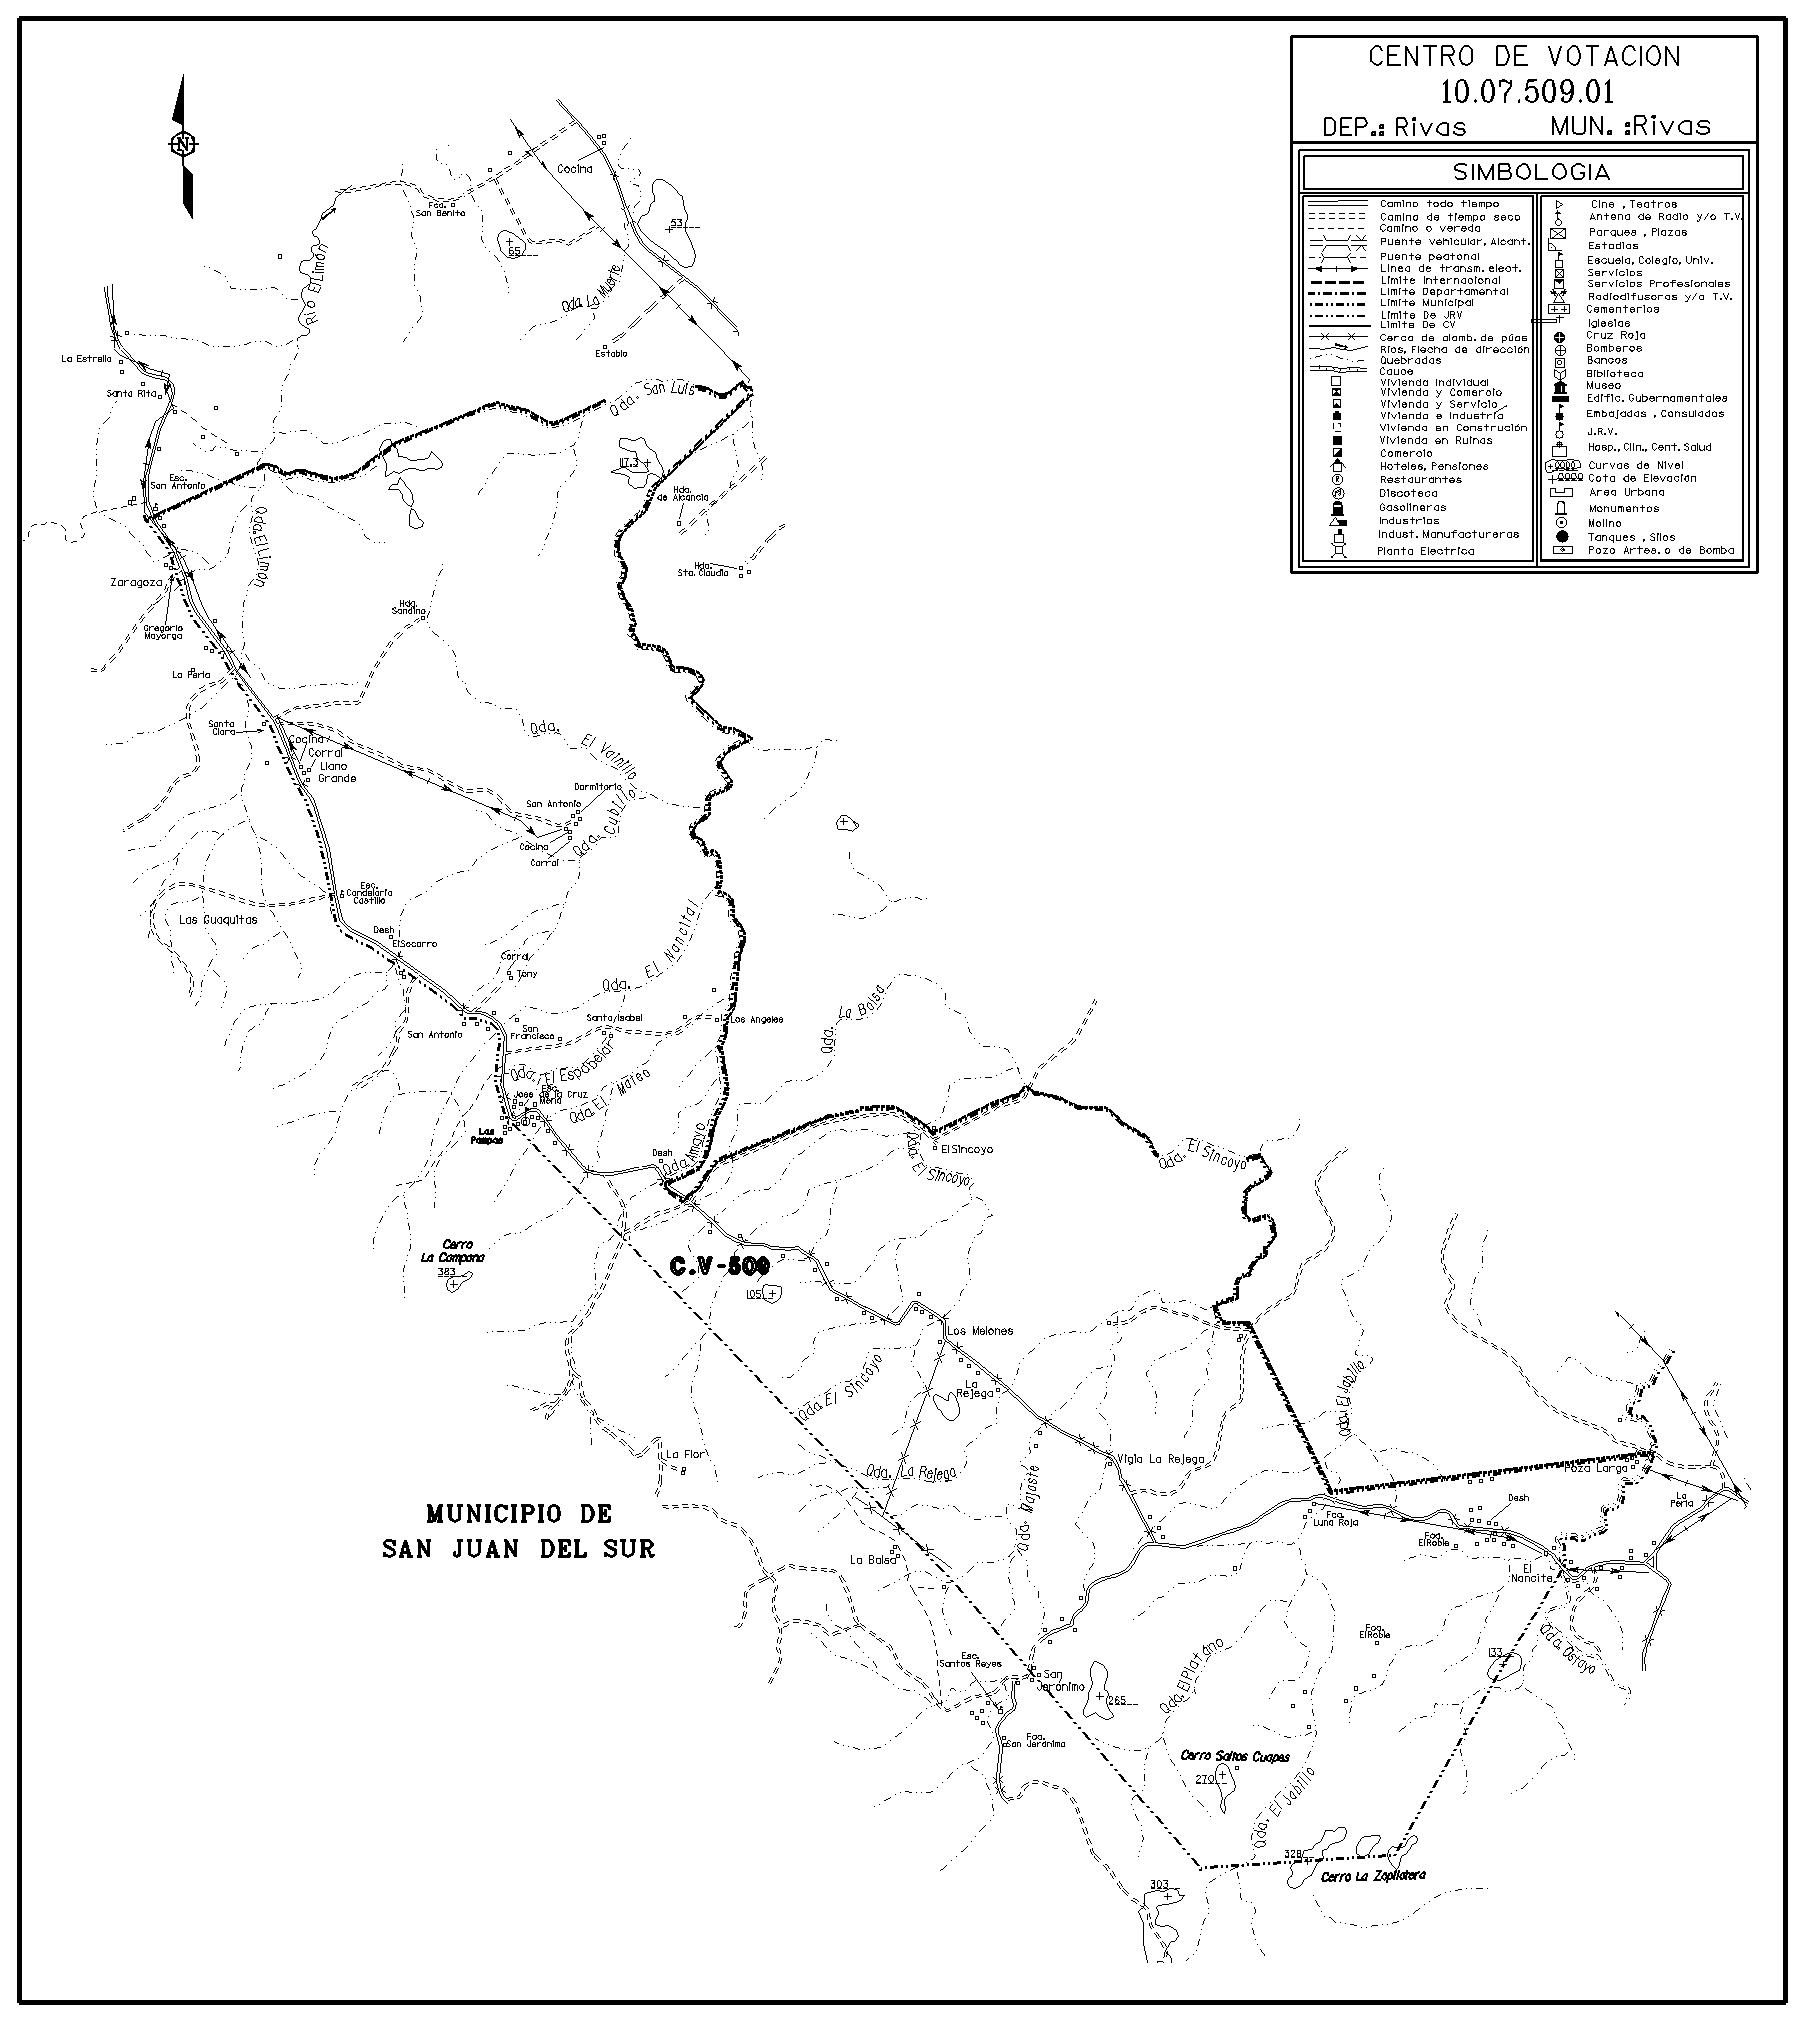 CENTRO DE VOTACION
10.07.509.01
DEP.: Rivas MUN. :Rivas
SIMBOLOGIA
Camino todo tiempo
Camino de tiempo seco
Camino o vereda
Puente vehicular, Alcant.
Puente peatonal
Linea de transm. elect.
Limite Internacional
Limite Departamental
Limite Municipal
Limite De JRV
Limite De CV
Cerca de alamb. de púas
Rios, Flecha de dirección
Quebradas
Cauce
Vivienda Individual
Vivienda y Comercio
Vivienda y Servicio
Vivienda e Industria
Vivienda en Construción
Vivienda en Ruinas
Comercio
Hoteles, Pensiones
Restaurantes
Discoteca
Gasolineras
Industrias
Indust. Manufactureras
Planta Electrica
Cine , Teatros
Antena de Radio y/o T.V.
Parques , Plazas
Estadios
Escuela, Colegio, Univ.
Servicios
Servicios Profesionales
Radiodifusoras y/o T.V.
Cementerios
Iglesias
Cruz Roja
Bomberos
Bancos
Biblioteca
Museo
Edific. Gubernamentales
Embajadas , Consulados
J.R.V.
Hosp., Clin., Cent. Salud
Curvas de Nivel
Cota de Elevación
Area Urbana
Monumentos
Molino
Tanques , Silos
Pozo Artes. o de Bomba
N
Cocina
Fca.
San Benito
53
65
Rio El Limón
Qda. La Muerte
Establo
La Estrella
Santa Rita
Qda. San Luis
117.3
Esc.
San Antonio
Hda.
de Alcancia
Qda. El Limón
Hda.
Sta. Claudia
Zaragoza
Hda.
Sandino
Gregorio
Mayorga
La Perla
Santa
Clara
Cocina
Corral
Llano
Grande
Qda. El Vainillo
Dormitorio
San Antonio
Qda. Cubillo
Cocina
Corral
Esc.
Candelaria
Castillo
Las Guaquitas
Desh
El Socorro
Qda. El Nancital
Corral
Tony
San Antonio
San
Francisco
Santa Isabel
Los Angeles
Qda. La Balsa
Qda. El Espabelar
Esc.
Jose de la Cruz
Mena
Qda El Mateo
Las
Pampas
Desh
Qda Amayo
El Sincoyo
Qda. El Sincoyo
Qda. El Sincoyo
Cerro
La Campana
383
C.V-509
105
Los Melones
Qda El Sincoyo
La
Rejega
Qda. El Jabillo
La Flor
Qda. La Rejega
Vigia La Rejega
Poza Larga
Qda. Majaste
MUNICIPIO DE
SAN JUAN DEL SUR
Fca.
Luna Roja
Desh
Fca.
El Roble
La
Perla
La Balsa
El
Nancite
Fca.
El Roble
133
Qda. Ostayo
Esc.
Santos Reyes
San
Jerónimo
265
Qda. El Platáno
Fca.
San Jerónimo
Cerro Saltos Cuapes
270
Qda. El Jabillo
328
Cerro La Zopilotera
303